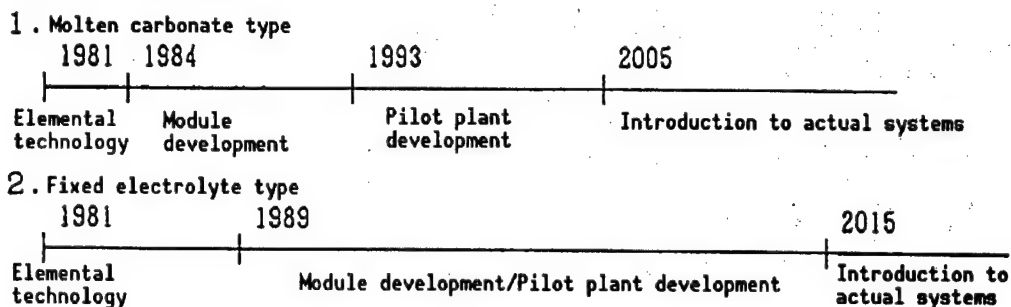 1. Molten carbonate type
1981 1984 1993 2005
Elemental technology Module development Pilot plant development Introduction to actual systems
2. Fixed electrolyte type
1981 1989 2015
Elemental technology Module development/Pilot plant development Introduction to actual systems